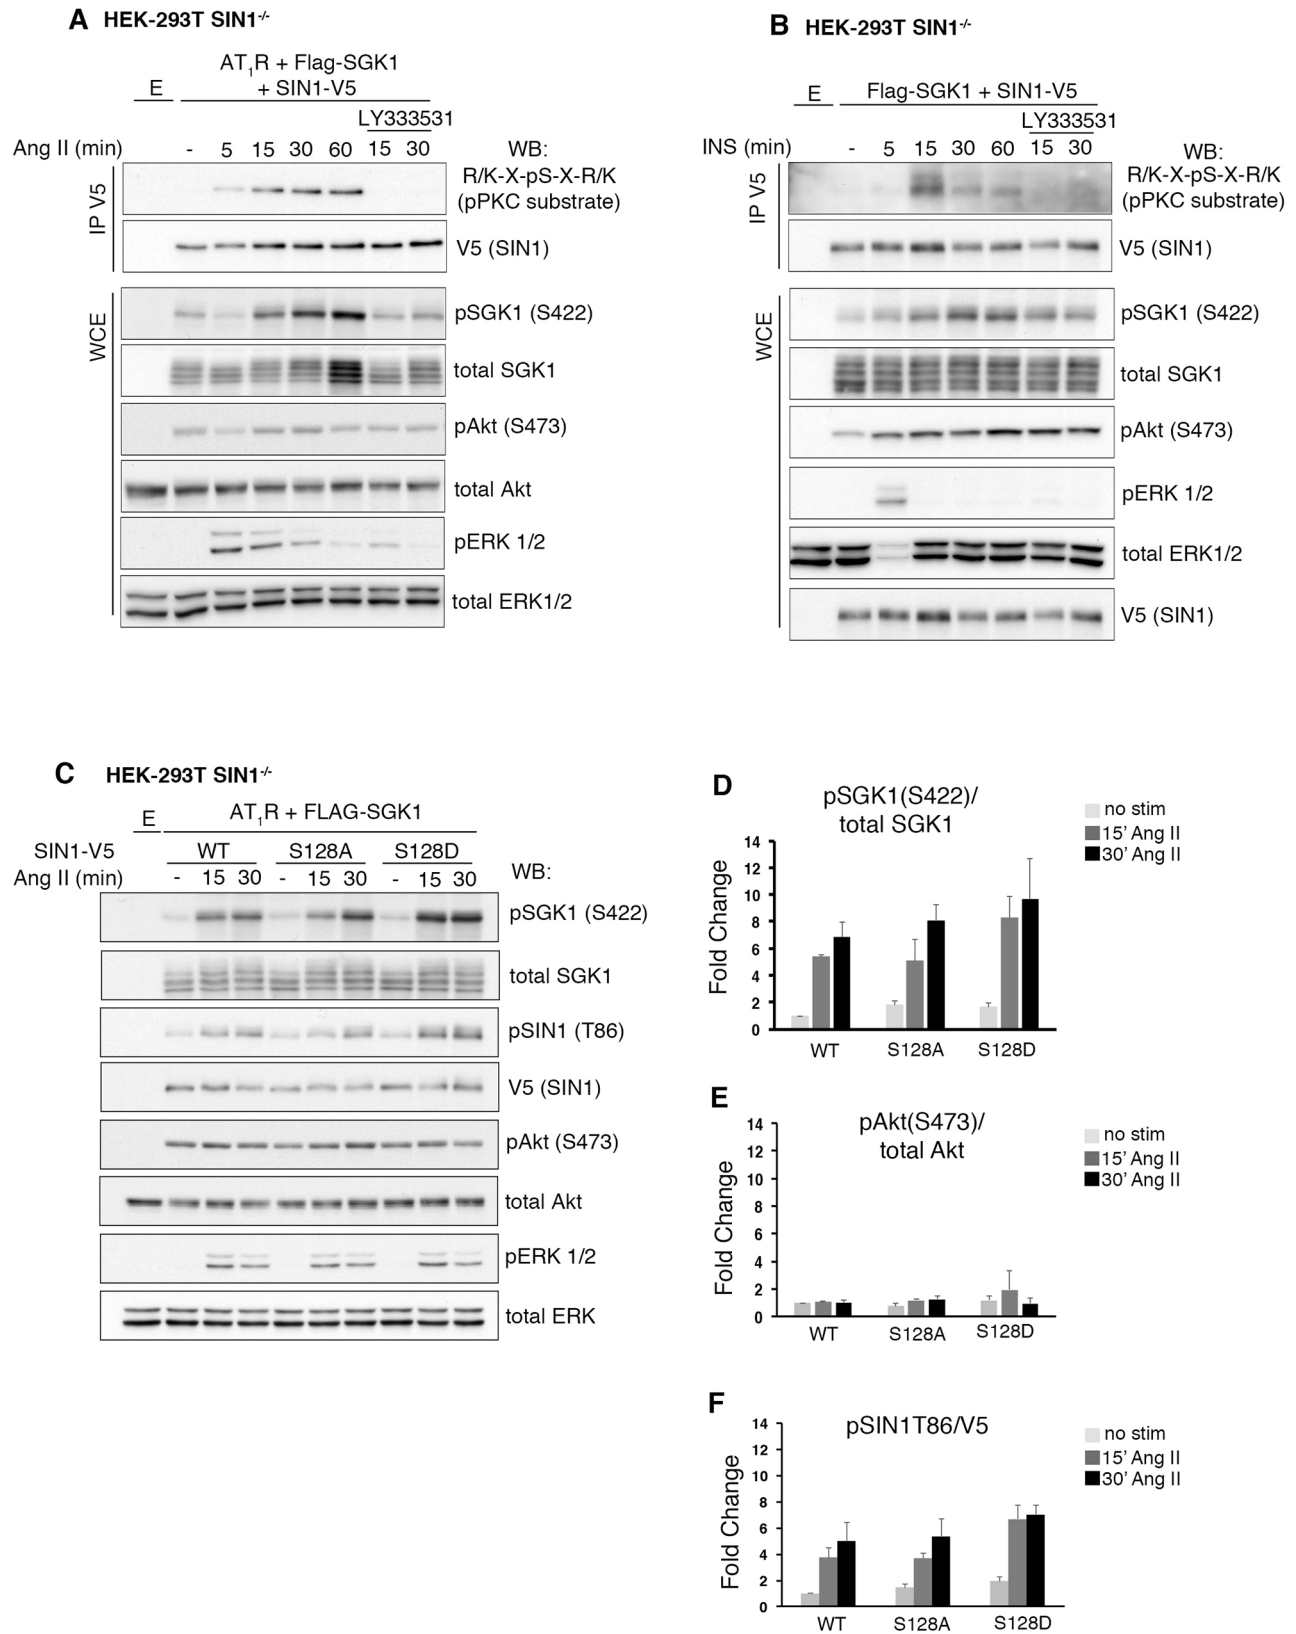 A HEK-293T SIN1-/-
AT1R + Flag-SGK1
+ SIN1-V5
E
LY333531
Ang II (min) - 5 15 30 60 15 30 WB:
IP V5
R/K-X-pS-X-R/K
(pPKC substrate)
V5 (SIN1)
WCE
pSGK1 (S422)
total SGK1
pAkt (S473)
total Akt
pERK 1/2
total ERK1/2
B HEK-293T SIN1-/-
E Flag-SGK1 + SIN1-V5
LY333531
INS (min) - 5 15 30 60 15 30 WB:
IP V5
R/K-X-pS-X-R/K
(pPKC substrate)
V5 (SIN1)
WCE
pSGK1 (S422)
total SGK1
pAkt (S473)
pERK 1/2
total ERK1/2
V5 (SIN1)
C HEK-293T SIN1-/-
E AT1R + FLAG-SGK1
SIN1-V5 WT S128A S128D
Ang II (min) - 15 30 - 15 30 - 15 30 WB:
pSGK1 (S422)
total SGK1
pSIN1 (T86)
V5 (SIN1)
pAkt (S473)
total Akt
pERK 1/2
total ERK
D
pSGK1(S422)/
total SGK1
no stim
15' Ang II
30' Ang II
Fold Change
14
12
10
8
6
4
2
0
WT S128A S128D
E
pAkt(S473)/
total Akt
no stim
15' Ang II
30' Ang II
Fold Change
14
12
10
8
6
4
2
0
WT S128A S128D
F
pSIN1T86/V5
no stim
15' Ang II
30' Ang II
Fold Change
14
12
10
8
6
4
2
0
WT S128A S128D